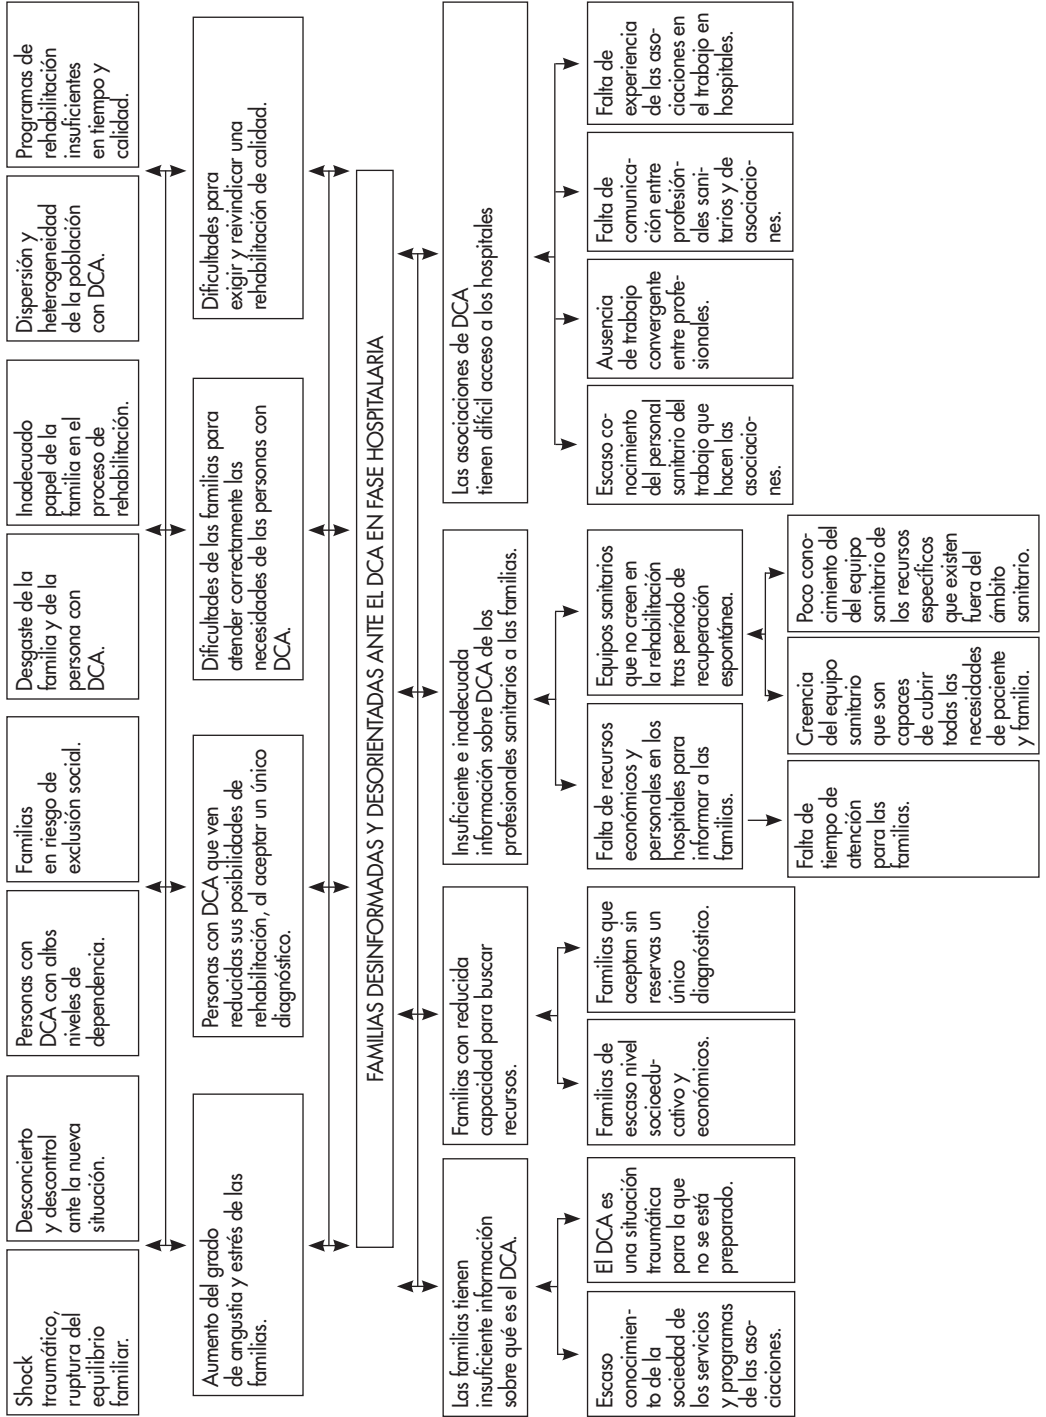 Shock
traumático,
ruptura del
equilibrio
familiar.
Desconcierto
y descontrol
ante la nueva
situación.
Personas con
DCA con altos
niveles de
dependencia.
Familias
en riesgo de
exclusión social.
Desgaste de la
familia y de la
persona con
DCA.
Inadecuado
papel de la
familia en el
proceso de
rehabilitación.
Dispersión y
heterogeneidad
de la población
con DCA.
Programas de
rehabilitación
insuficientes
en tiempo y
calidad.
Aumento del grado
de angustia y estrés de las
familias.
Personas con DCA que ven
reducidas sus posibilidades de
rehabilitación, al aceptar un único
diagnóstico.
Dificultades de las familias para
atender correctamente las
necesidades de las personas con
DCA.
Dificultades para
exigir y reivindicar una
rehabilitación de calidad.
FAMILIAS DESINFORMADAS Y DESORIENTADAS ANTE EL DCA EN FASE HOSPITALARIA
Las familias tienen
insuficiente información
sobre qué es el DCA.
Familias con reducida
capacidad para buscar
recursos.
Insuficiente e inadecuada
información sobre DCA de los
profesionales sanitarios a las familias.
Las asociaciones de DCA
tienen difícil acceso a los hospitales
Escaso
conocimien-
to de la
sociedad de
los servicios
y programas
de las aso-
ciaciones.
El DCA es
una situación
traumática
para la que
no se está
preparado.
Familias de
escaso nivel
socioedu-
cativo y
económicos.
Familias que
aceptan sin
reservas un
único
diagnóstico.
Falta de recursos
económicos y
personales en los
hospitales para
informar a las
familias.
Equipos sanitarios
que no creen en
la rehabilitación
tras período de
recuperación
espontánea.
Escaso co-
nocimiento
del personal
sanitario del
trabajo que
hacen las
asociacio-
nes.
Ausencia
de trabajo
convergente
entre profe-
sionales.
Falta de
comunica-
ción entre
profesión-
ales sani-
tarios y de
asociacio-
nes.
Falta de
experiencia
de las aso-
ciaciones en
el trabajo en
hospitales.
Falta de
tiempo de
atención
para las
familias.
Creencia
del equipo
sanitario
que son
capaces
de cubrir
todas las
necesidades
de paciente
y familia.
Poco cono-
cimiento del
del equipo
sanitario de
los recursos
específicos
que existen
fuera del
ámbito
sanitario.